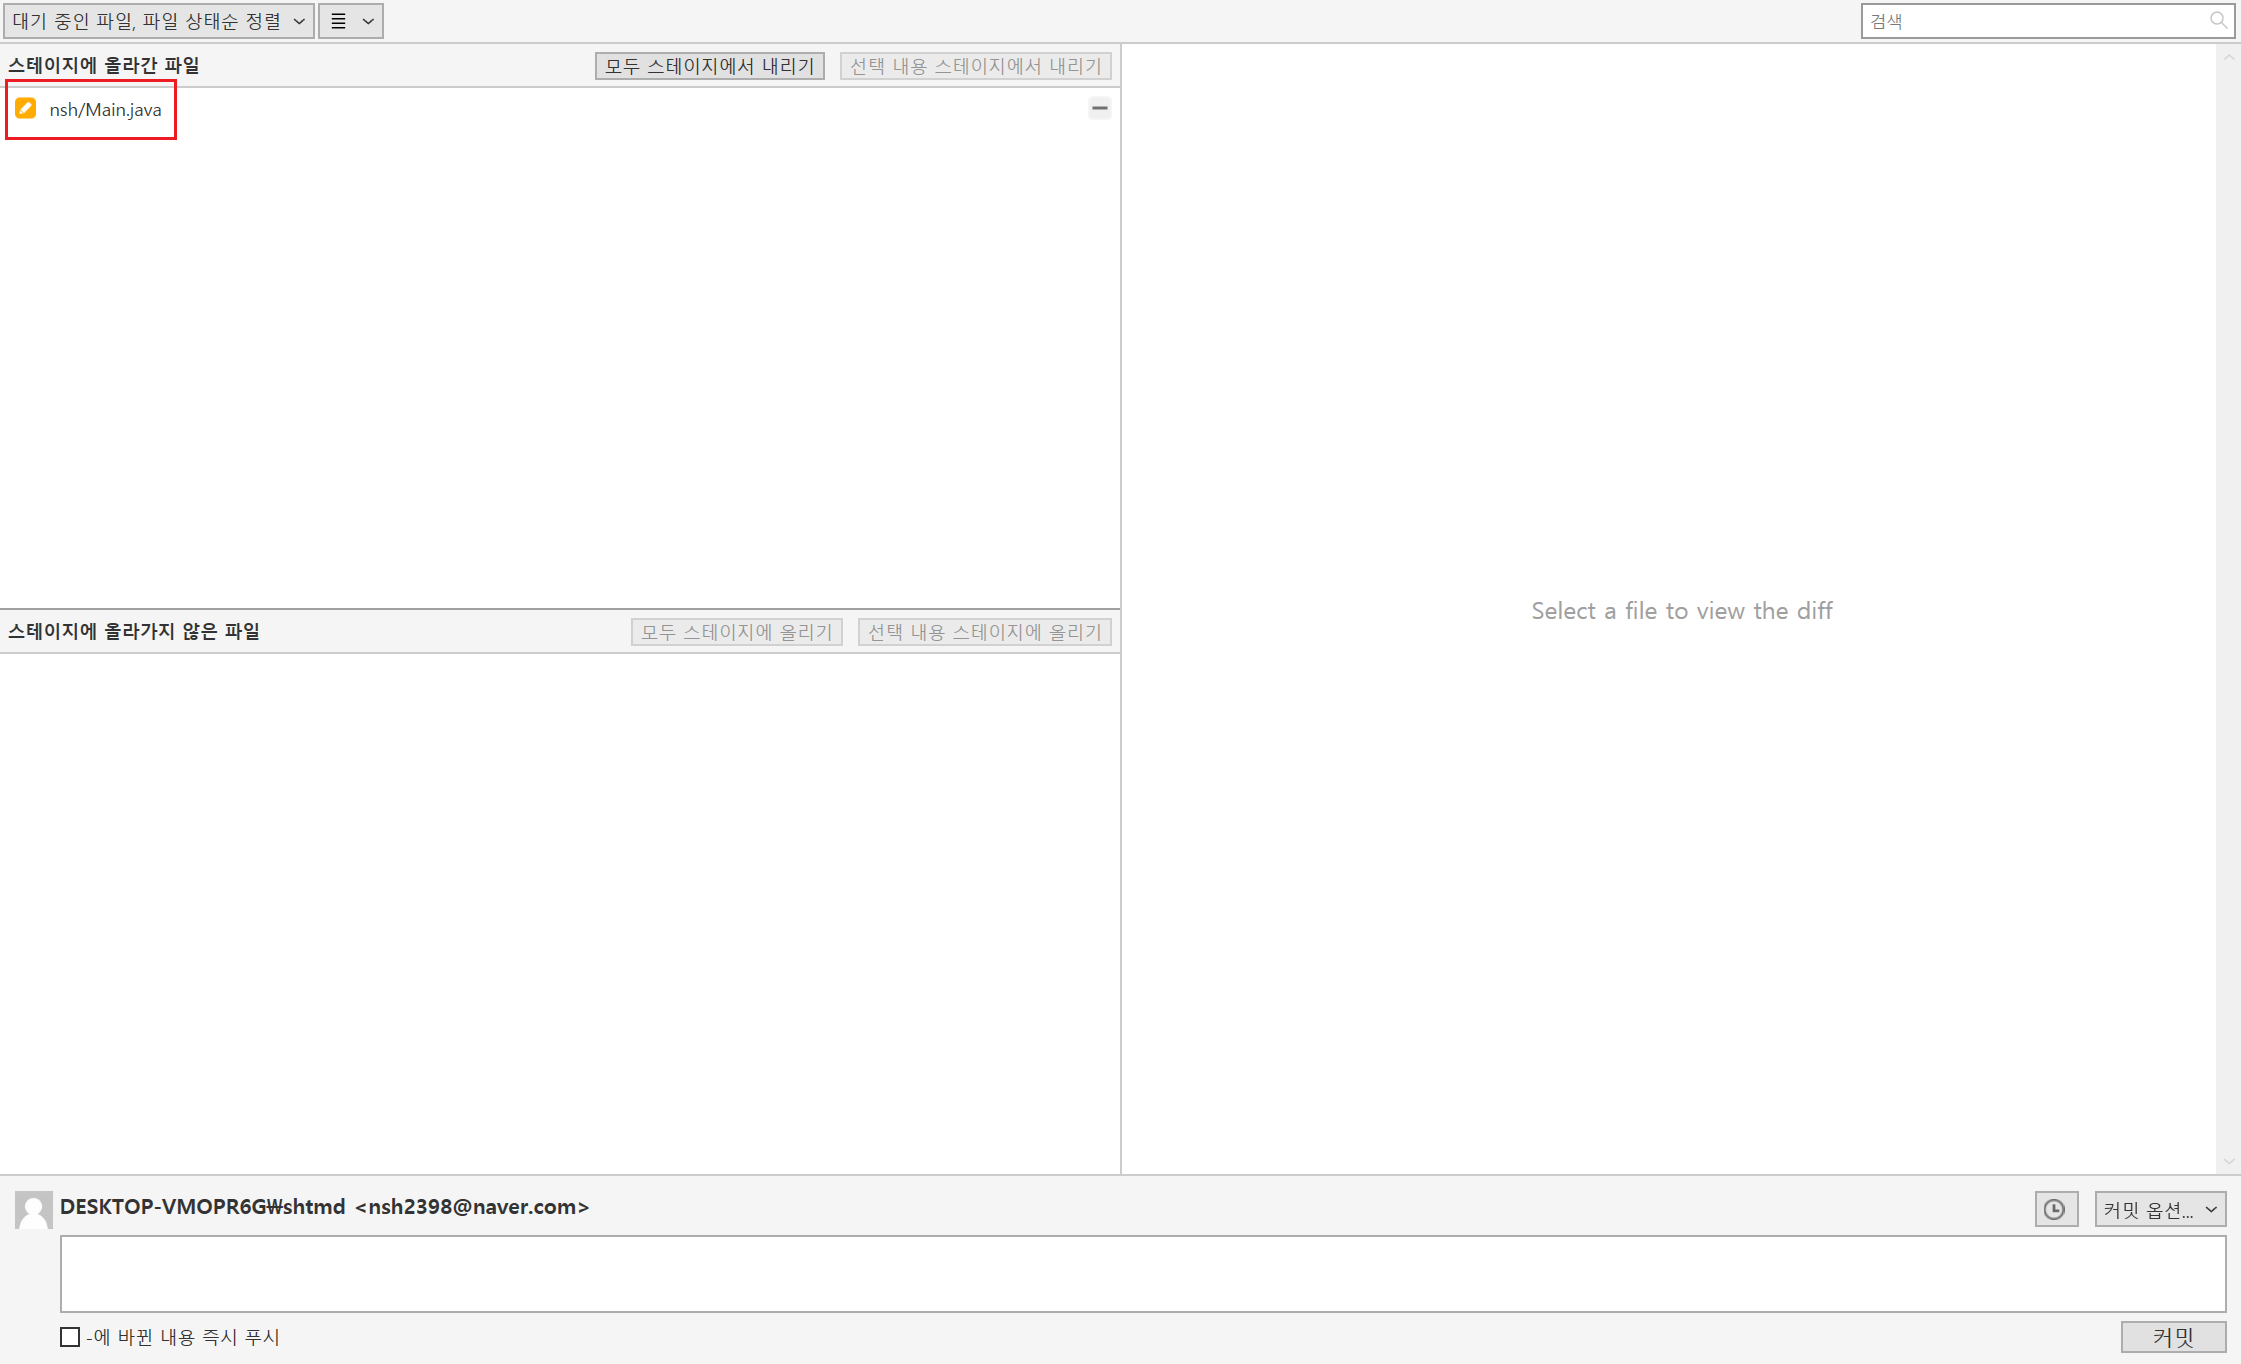 대기 중인 파일, 파일 상태순 정렬
검색
스테이지에 올라간 파일
모두 스테이지에서 내리기
선택 내용 스테이지에서 내리기
nsh/Main.java
Select a file to view the diff
스테이지에 올라가지 않은 파일
모두 스테이지에 올리기
선택 내용 스테이지에 올리기
DESKTOP-VMOPR6G₩shtmd <nsh2398@naver.com>
커밋 옵션...
-에 바뀐 내용 즉시 푸시
커밋